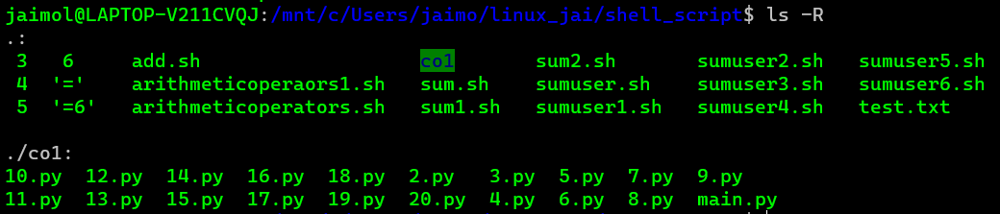 jaimol@LAPTOP-V211CVQJ:/mnt/c/Users/jaimo/linux_jai/shell_script$ ls -R
.:
 3   6     add.sh                   co1       sum2.sh       sumuser2.sh  sumuser5.sh
 4  '='    arithmeticoperaors1.sh   sum.sh    sumuser.sh    sumuser3.sh  sumuser6.sh
 5  '=6'   arithmeticoperators.sh   sum1.sh   sumuser1.sh   sumuser4.sh  test.txt
./co1:
10.py  12.py  14.py  16.py  18.py  2.py   3.py  5.py  7.py  9.py
11.py  13.py  15.py  17.py  19.py  20.py  4.py  6.py  8.py  main.py